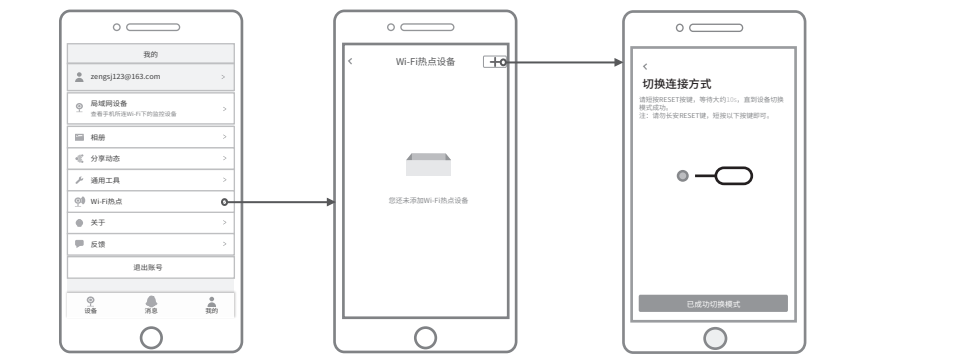 我的
zengsj123@163.com
局域网设备
查看手机所连Wi-Fi下的监控设备
相册
分享动态
通用工具
Wi-Fi热点
关于
反馈
退出账号
设备
消息
我的
Wi-Fi热点设备
您还未添加Wi-Fi热点设备
切换连接方式
请短按RESET按键，等待大约10s，直到设备切换
模式成功。
注：请勿长安RESET键，短按以下按键即可。
已成功切换模式